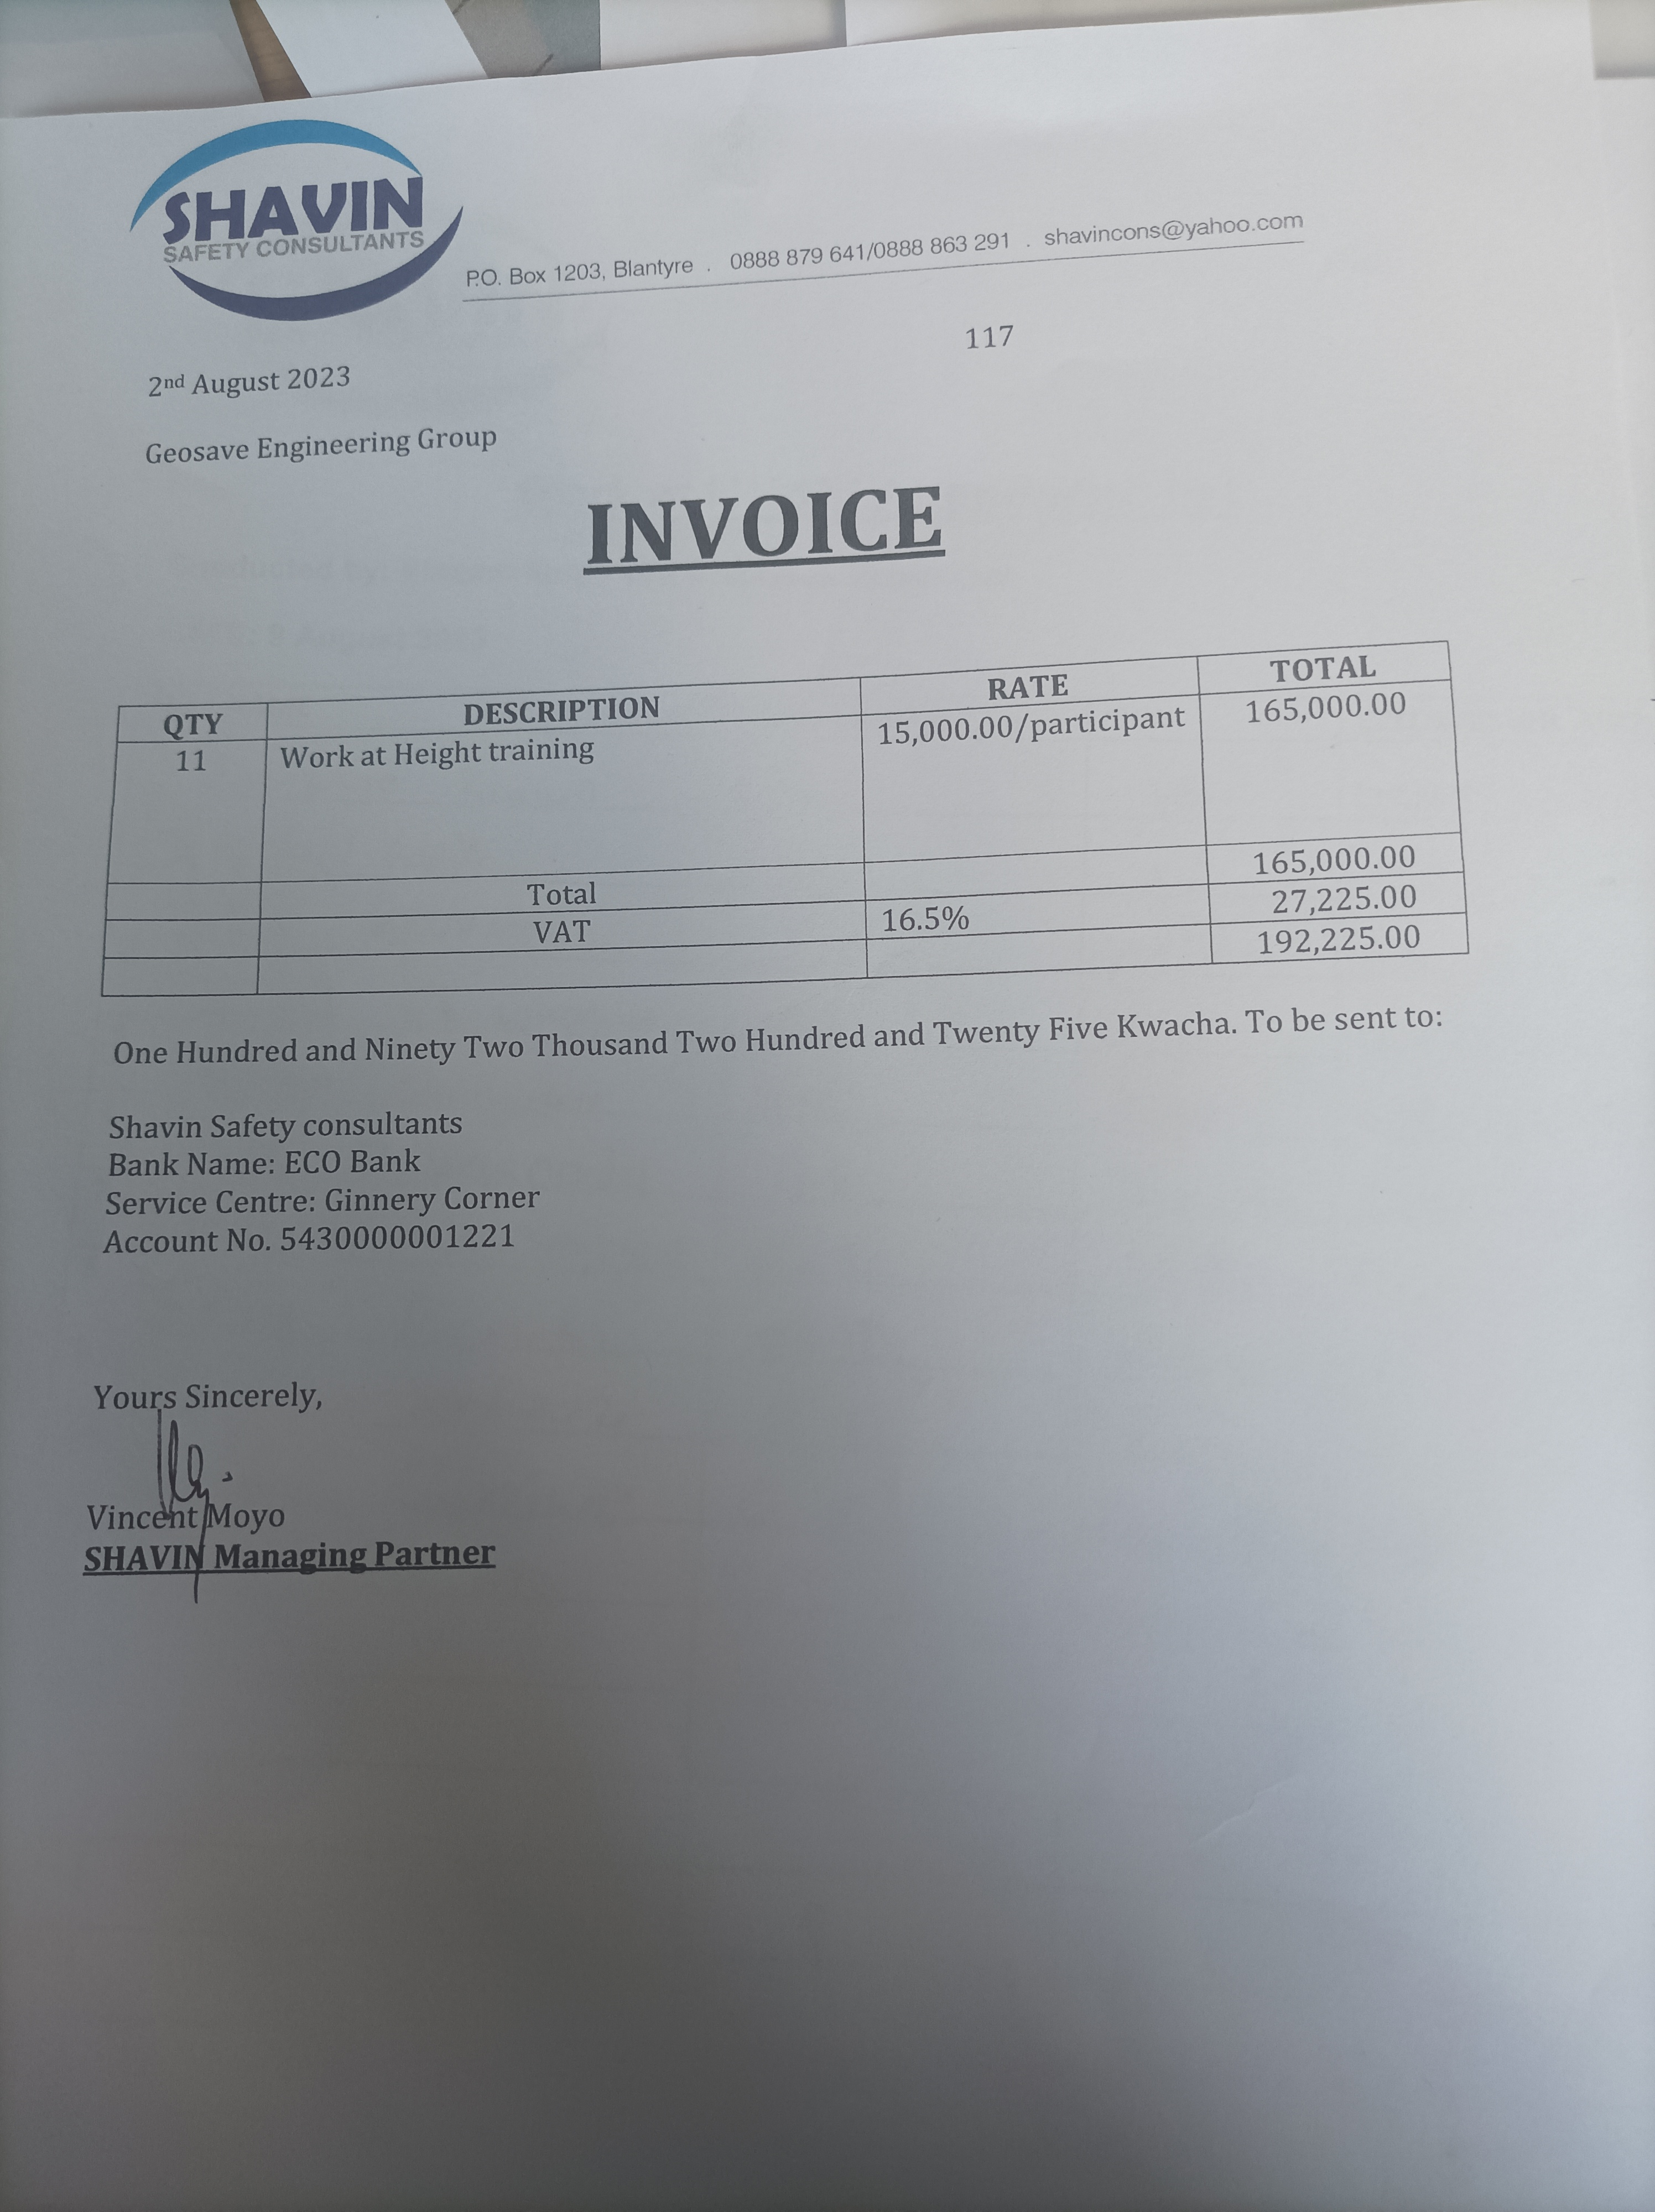 SHAVIN
SAFETY CONSULTANTS
P.O. Box 1203, Blantyre . 0888 879 641/0888 863 291 . shavincons@yahoo.com
117
2nd August 2023
Geosave Engineering Group
INVOICE
QTY DESCRIPTION RATE TOTAL
11 Work at Height training 15,000.00/participant 165,000.00
Total 165,000.00
VAT 16.5% 27,225.00
192,225.00
One Hundred and Ninety Two Thousand Two Hundred and Twenty Five Kwacha. To be sent to:
Shavin Safety consultants
Bank Name: ECO Bank
Service Centre: Ginnery Corner
Account No. 5430000001221
Yours Sincerely,
Vincent Moyo
SHAVIN Managing Partner